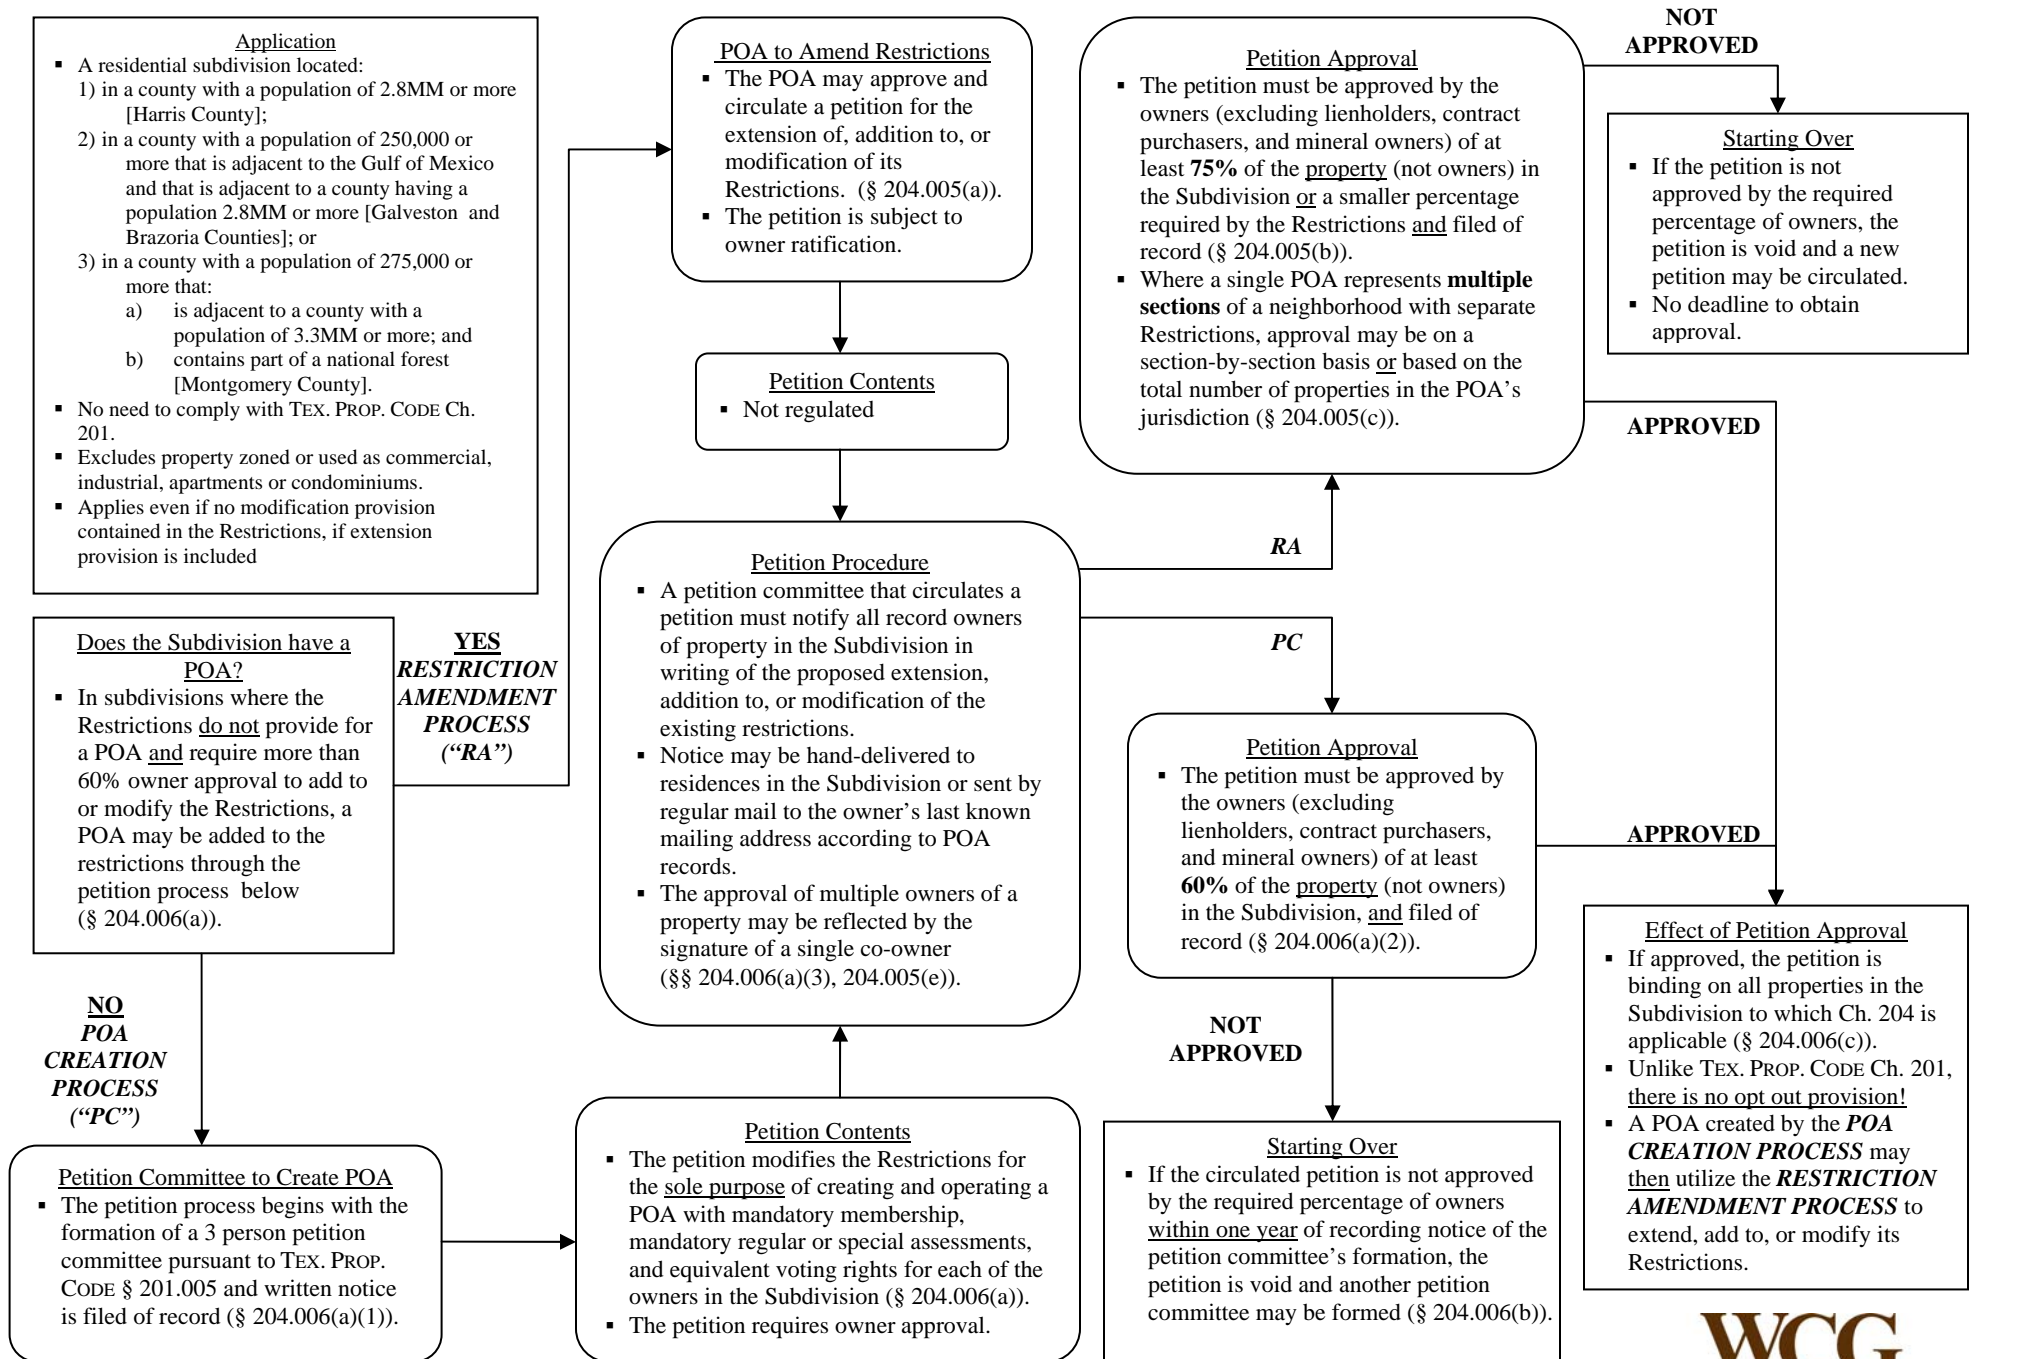 Application
▪ A residential subdivision located:
1) in a county with a population of 2.8MM or more
[Harris County];
2) in a county with a population of 250,000 or
more that is adjacent to the Gulf of Mexico
and that is adjacent to a county having a
population 2.8MM or more [Galveston and
Brazoria Counties]; or
3) in a county with a population of 275,000 or
more that:
a) is adjacent to a county with a
population of 3.3MM or more; and
b) contains part of a national forest
[Montgomery County].
▪ No need to comply with TEX. PROP. CODE Ch.
201.
▪ Excludes property zoned or used as commercial,
industrial, apartments or condominiums.
▪ Applies even if no modification provision
contained in the Restrictions, if extension
provision is included
Does the Subdivision have a
POA?
▪ In subdivisions where the
Restrictions do not provide for
a POA and require more than
60% owner approval to add to
or modify the Restrictions, a
POA may be added to the
restrictions through the
petition process below
(§ 204.006(a)).
YES
RESTRICTION
AMENDMENT
PROCESS
(“RA”)
NO
POA
CREATION
PROCESS
(“PC”)
Petition Committee to Create POA
▪ The petition process begins with the
formation of a 3 person petition
committee pursuant to TEX. PROP.
CODE § 201.005 and written notice
is filed of record (§ 204.006(a)(1)).
POA to Amend Restrictions
▪ The POA may approve and
circulate a petition for the
extension of, addition to, or
modification of its
Restrictions. (§ 204.005(a)).
▪ The petition is subject to
owner ratification.
Petition Contents
▪ Not regulated
Petition Procedure
▪ A petition committee that circulates a
petition must notify all record owners
of property in the Subdivision in
writing of the proposed extension,
addition to, or modification of the
existing restrictions.
▪ Notice may be hand-delivered to
residences in the Subdivision or sent by
regular mail to the owner’s last known
mailing address according to POA
records.
▪ The approval of multiple owners of a
property may be reflected by the
signature of a single co-owner
(§§ 204.006(a)(3), 204.005(e)).
Petition Contents
▪ The petition modifies the Restrictions for
the sole purpose of creating and operating a
POA with mandatory membership,
mandatory regular or special assessments,
and equivalent voting rights for each of the
owners in the Subdivision (§ 204.006(a)).
▪ The petition requires owner approval.
Petition Approval
▪ The petition must be approved by the
owners (excluding lienholders, contract
purchasers, and mineral owners) of at
least 75% of the property (not owners) in
the Subdivision or a smaller percentage
required by the Restrictions and filed of
record (§ 204.005(b)).
▪ Where a single POA represents multiple
sections of a neighborhood with separate
Restrictions, approval may be on a
section-by-section basis or based on the
total number of properties in the POA’s
jurisdiction (§ 204.005(c)).
RA
PC
Petition Approval
▪ The petition must be approved by
the owners (excluding
lienholders, contract purchasers,
and mineral owners) of at least
60% of the property (not owners)
in the Subdivision, and filed of
record (§ 204.006(a)(2)).
NOT
APPROVED
Starting Over
▪ If the circulated petition is not approved
by the required percentage of owners
within one year of recording notice of the
petition committee’s formation, the
petition is void and another petition
committee may be formed (§ 204.006(b)).
NOT
APPROVED
Starting Over
▪ If the petition is not
approved by the required
percentage of owners, the
petition is void and a new
petition may be circulated.
▪ No deadline to obtain
approval.
APPROVED
APPROVED
Effect of Petition Approval
▪ If approved, the petition is
binding on all properties in the
Subdivision to which Ch. 204 is
applicable (§ 204.006(c)).
▪ Unlike TEX. PROP. CODE Ch. 201,
there is no opt out provision!
▪ A POA created by the POA
CREATION PROCESS may
then utilize the RESTRICTION
AMENDMENT PROCESS to
extend, add to, or modify its
Restrictions.
WCG